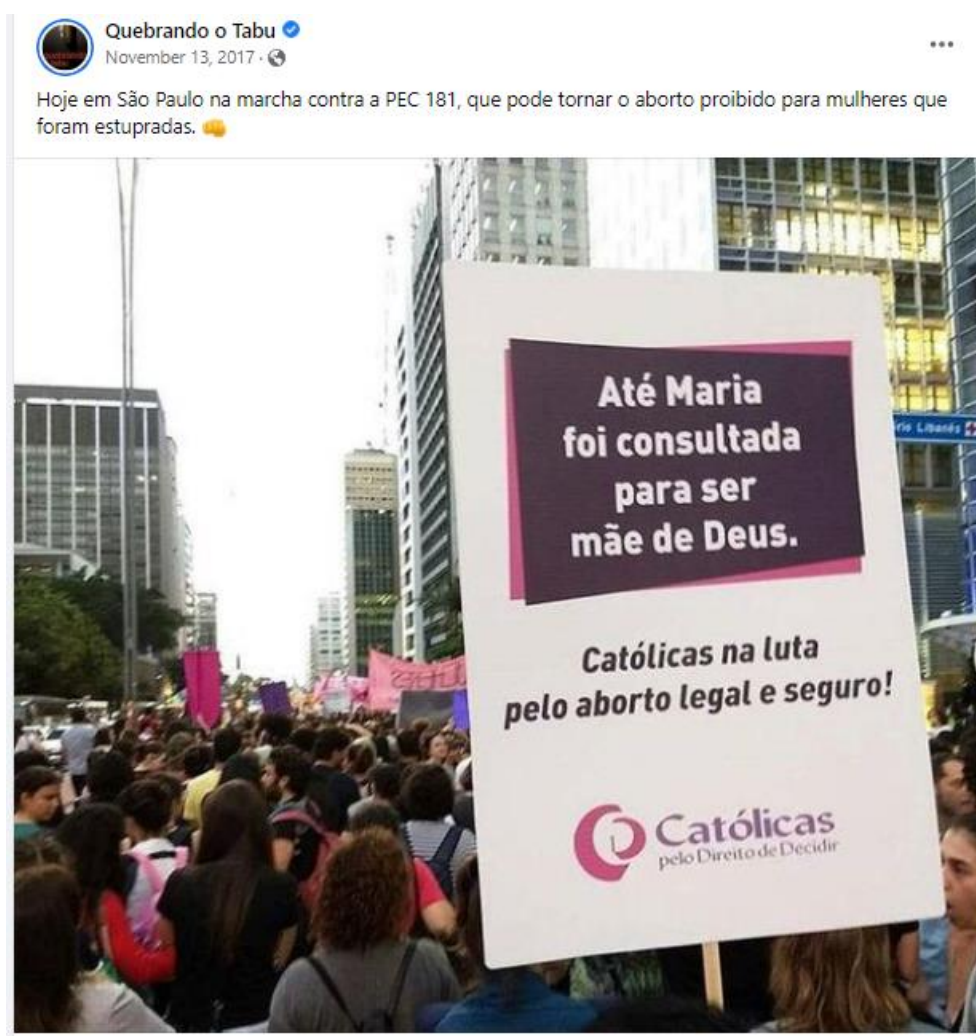 Quebrando o Tabu
November 13, 2017
Hoje em São Paulo na marcha contra a PEC 181, que pode tornar o aborto proibido para mulheres que
foram estupradas.
Até Maria
foi consultada
para ser
mãe de Deus.
Católicas na luta
pelo aborto legal e seguro!
Católicas
pelo Direito de Decidir
Libanês